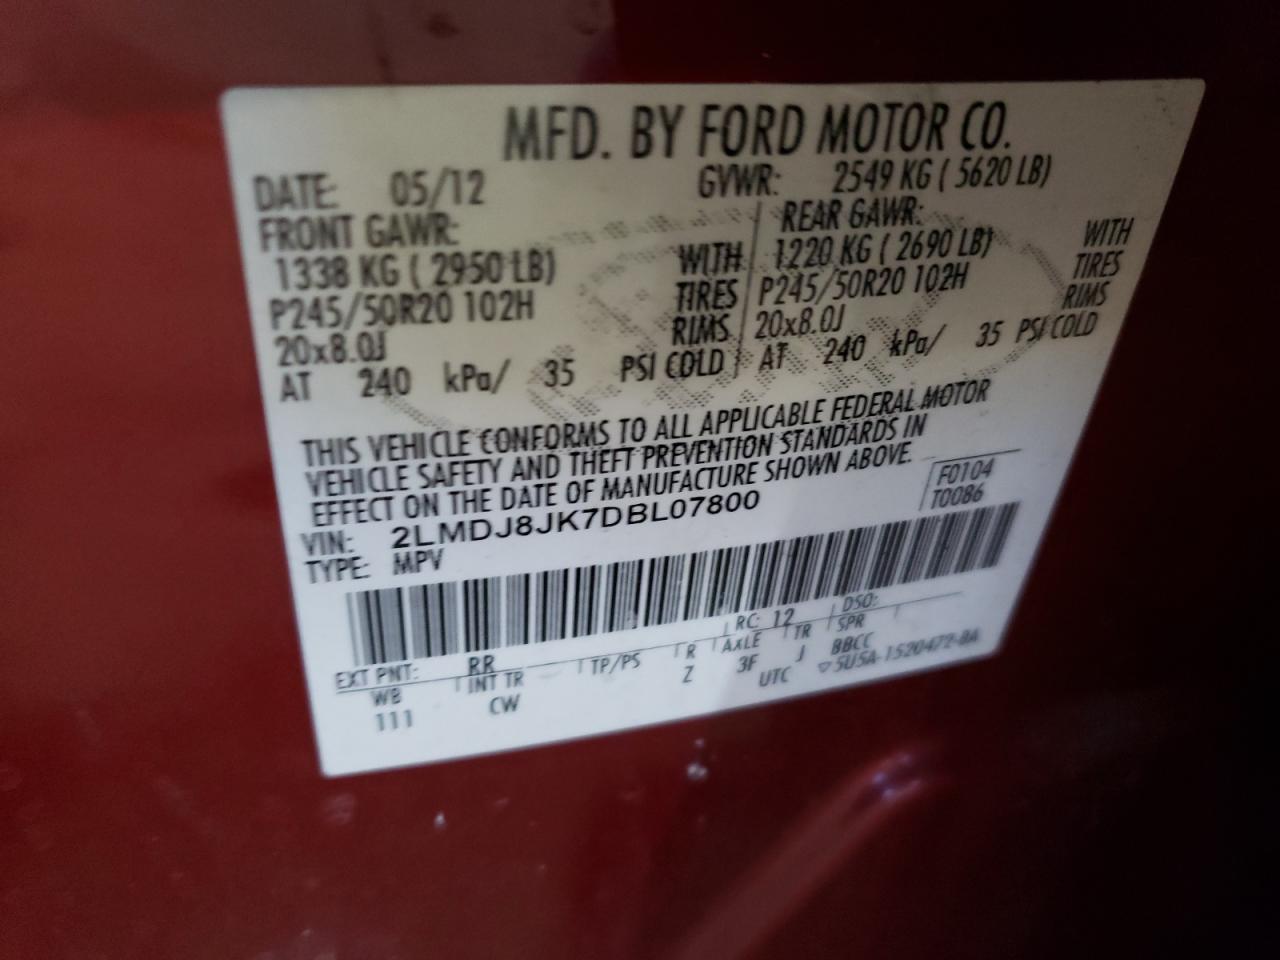 MFD. BY FORD MOTOR CO.
DATE: 05/12 GVWR: 2549 KG ( 5620 LB)
FRONT GAWR: REAR GAWR:
1338 KG ( 2950 LB) WITH 1220 KG ( 2690 LB) WITH
P245/50R20 102H TIRES P245/50R20 102H TIRES
20x8.0J RIMS 20x8.0J RIMS
AT 240 kPa/ 35 PSI COLD AT 240 kPa/ 35 PSI COLD
THIS VEHICLE CONFORMS TO ALL APPLICABLE FEDERAL MOTOR
VEHICLE SAFETY AND THEFT PREVENTION STANDARDS IN
EFFECT ON THE DATE OF MANUFACTURE SHOWN ABOVE.
F0104
T0086
VIN: 2LMDJ8JK7DBL07800
TYPE: MPV
EXT PNT: RR RC: 12 DSO:
WB INT TR TP/PS R AXLE TR SPR
111 CW Z 3F J BBCC
UTC ▽5U5A-1520472-BA